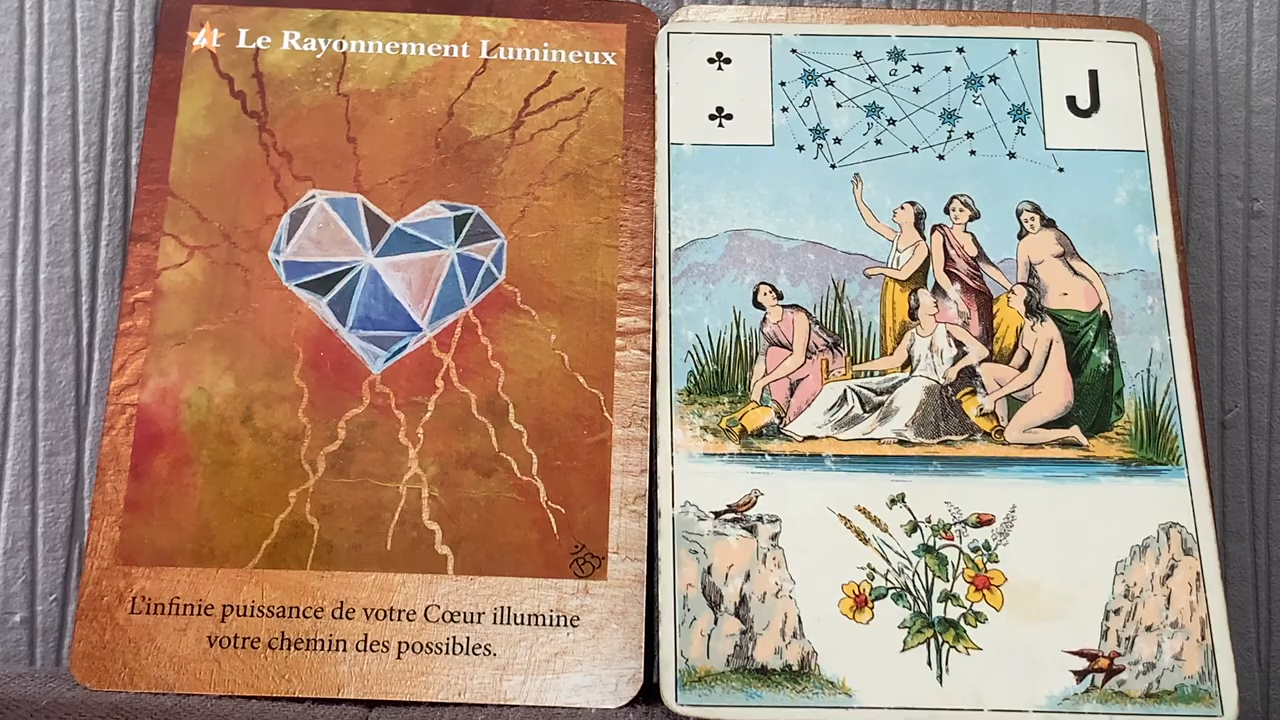 41 Le Rayonnement Lumineux
L'infinie puissance de votre Cœur illumine
votre chemin des possibles.
J